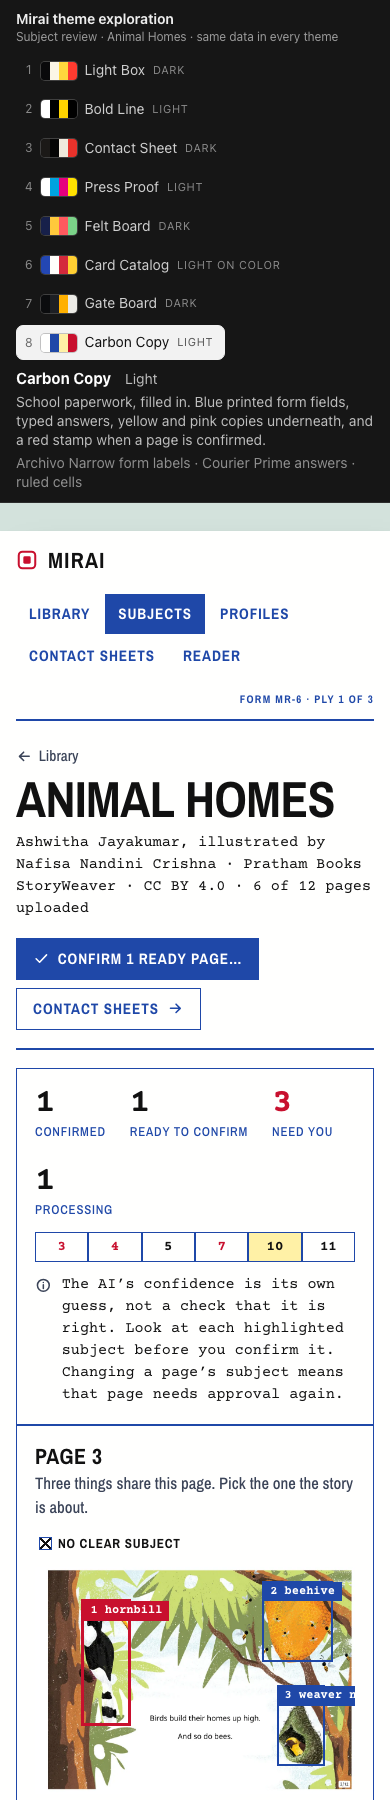 Mirai theme exploration
Subject review · Animal Homes · same data in every theme
1 Light Box DARK
2 Bold Line LIGHT
3 Contact Sheet DARK
4 Press Proof LIGHT
5 Felt Board DARK
6 Card Catalog LIGHT ON COLOR
7 Gate Board DARK
8 Carbon Copy LIGHT
Carbon Copy Light
School paperwork, filled in. Blue printed form fields,
typed answers, yellow and pink copies underneath, and
a red stamp when a page is confirmed.
Archivo Narrow form labels · Courier Prime answers ·
ruled cells
MIRAI
LIBRARY SUBJECTS PROFILES
CONTACT SHEETS READER
FORM MR-6 · PLY 1 OF 3
← Library
ANIMAL HOMES
Ashwitha Jayakumar, illustrated by
Nafisa Nandini Crishna · Pratham Books
StoryWeaver · CC BY 4.0 · 6 of 12 pages
uploaded
CONFIRM 1 READY PAGE…
CONTACT SHEETS →
1 1 3
CONFIRMED READY TO CONFIRM NEED YOU
1
PROCESSING
3 4 5 7 10 11
The AI’s confidence is its own
guess, not a check that it is
right. Look at each highlighted
subject before you confirm it.
Changing a page’s subject means
that page needs approval again.
PAGE 3
Three things share this page. Pick the one the story
is about.
NO CLEAR SUBJECT
1 hornbill
2 beehive
3 weaver n
Birds build their homes up high.
And so do bees.